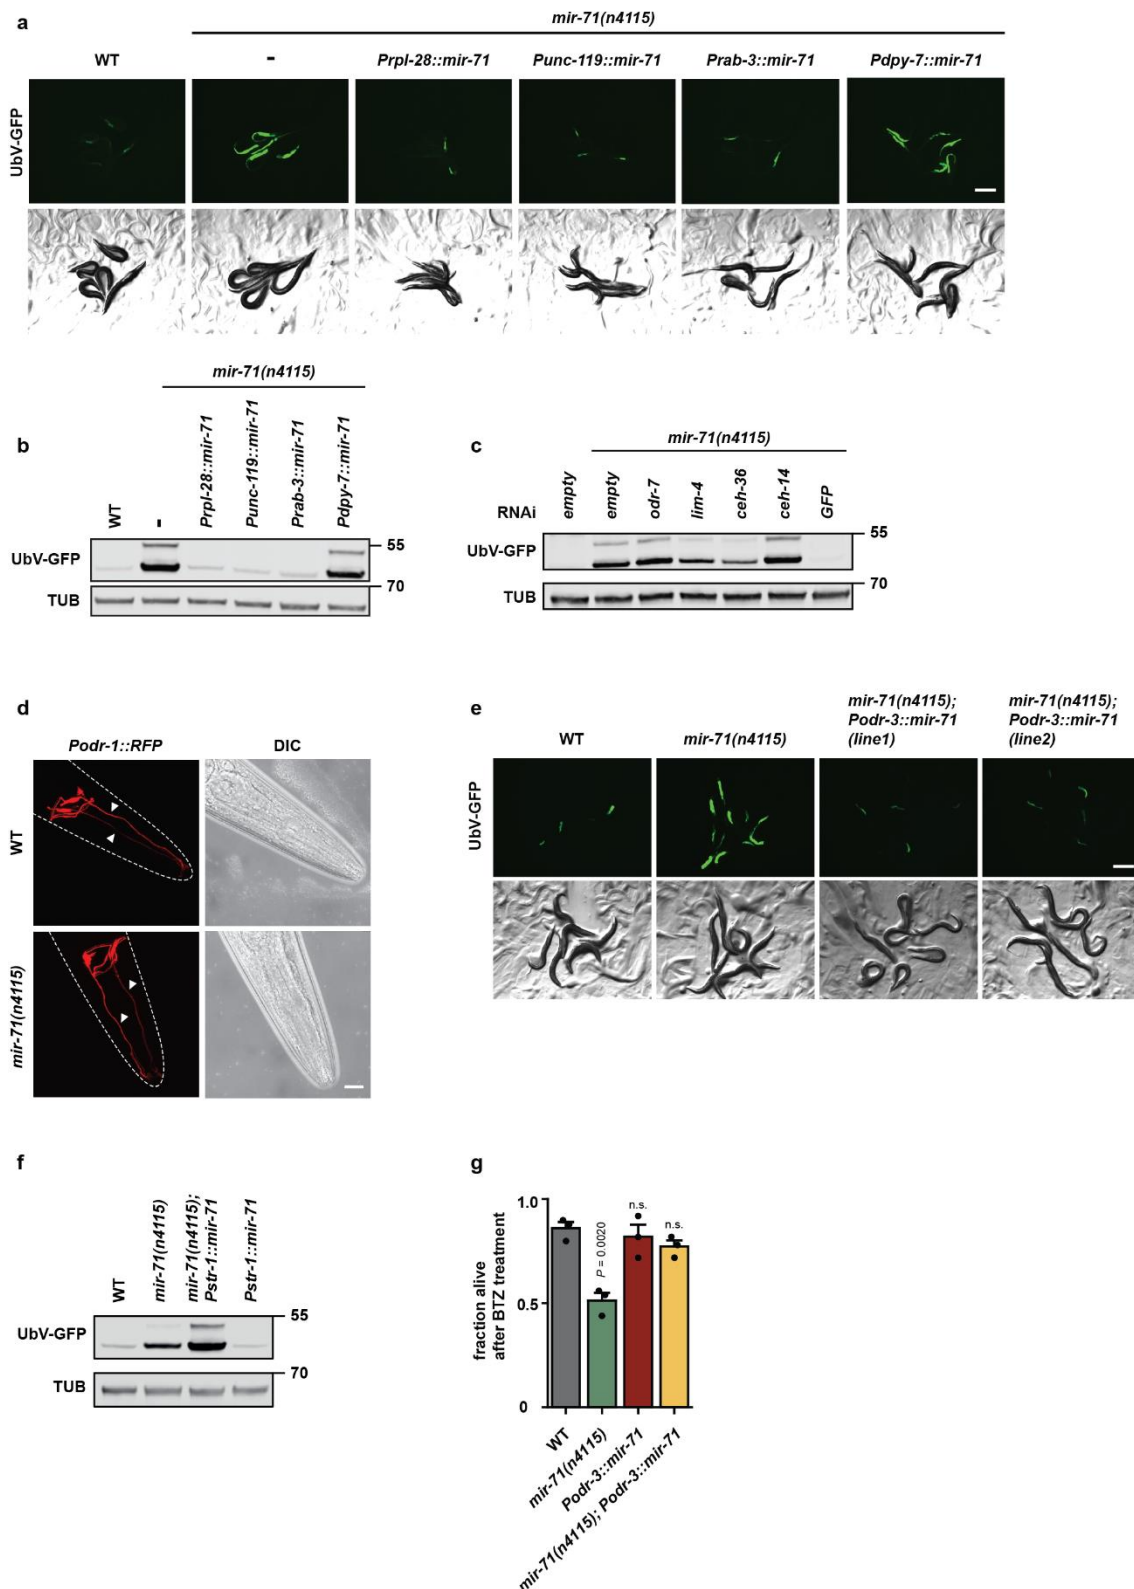 a
mir-71(n4115)
WT
-
Prpl-28::mir-71
Punc-119::mir-71
Prab-3::mir-71
Pdpy-7::mir-71
UbV-GFP
b
mir-71(n4115)
WT
-
Prpl-28::mir-71
Punc-119::mir-71
Prab-3::mir-71
Pdpy-7::mir-71
UbV-GFP
55
70
TUB
c
mir-71(n4115)
RNAi
empty
empty
odr-7
lim-4
ceh-36
ceh-14
GFP
UbV-GFP
55
70
TUB
d
Podr-1::RFP
DIC
WT
mir-71(n4115)
e
WT
mir-71(n4115)
mir-71(n4115);
Podr-3::mir-71
(line1)
mir-71(n4115);
Podr-3::mir-71
(line2)
UbV-GFP
f
WT
mir-71(n4115)
mir-71(n4115);
Pstr-1::mir-71
Pstr-1::mir-71
UbV-GFP
55
70
TUB
g
fraction alive
after BTZ treatment
1.0
0.5
0
P = 0.0020
n.s.
n.s.
WT
mir-71(n4115)
Podr-3::mir-71
mir-71(n4115); Podr-3::mir-71